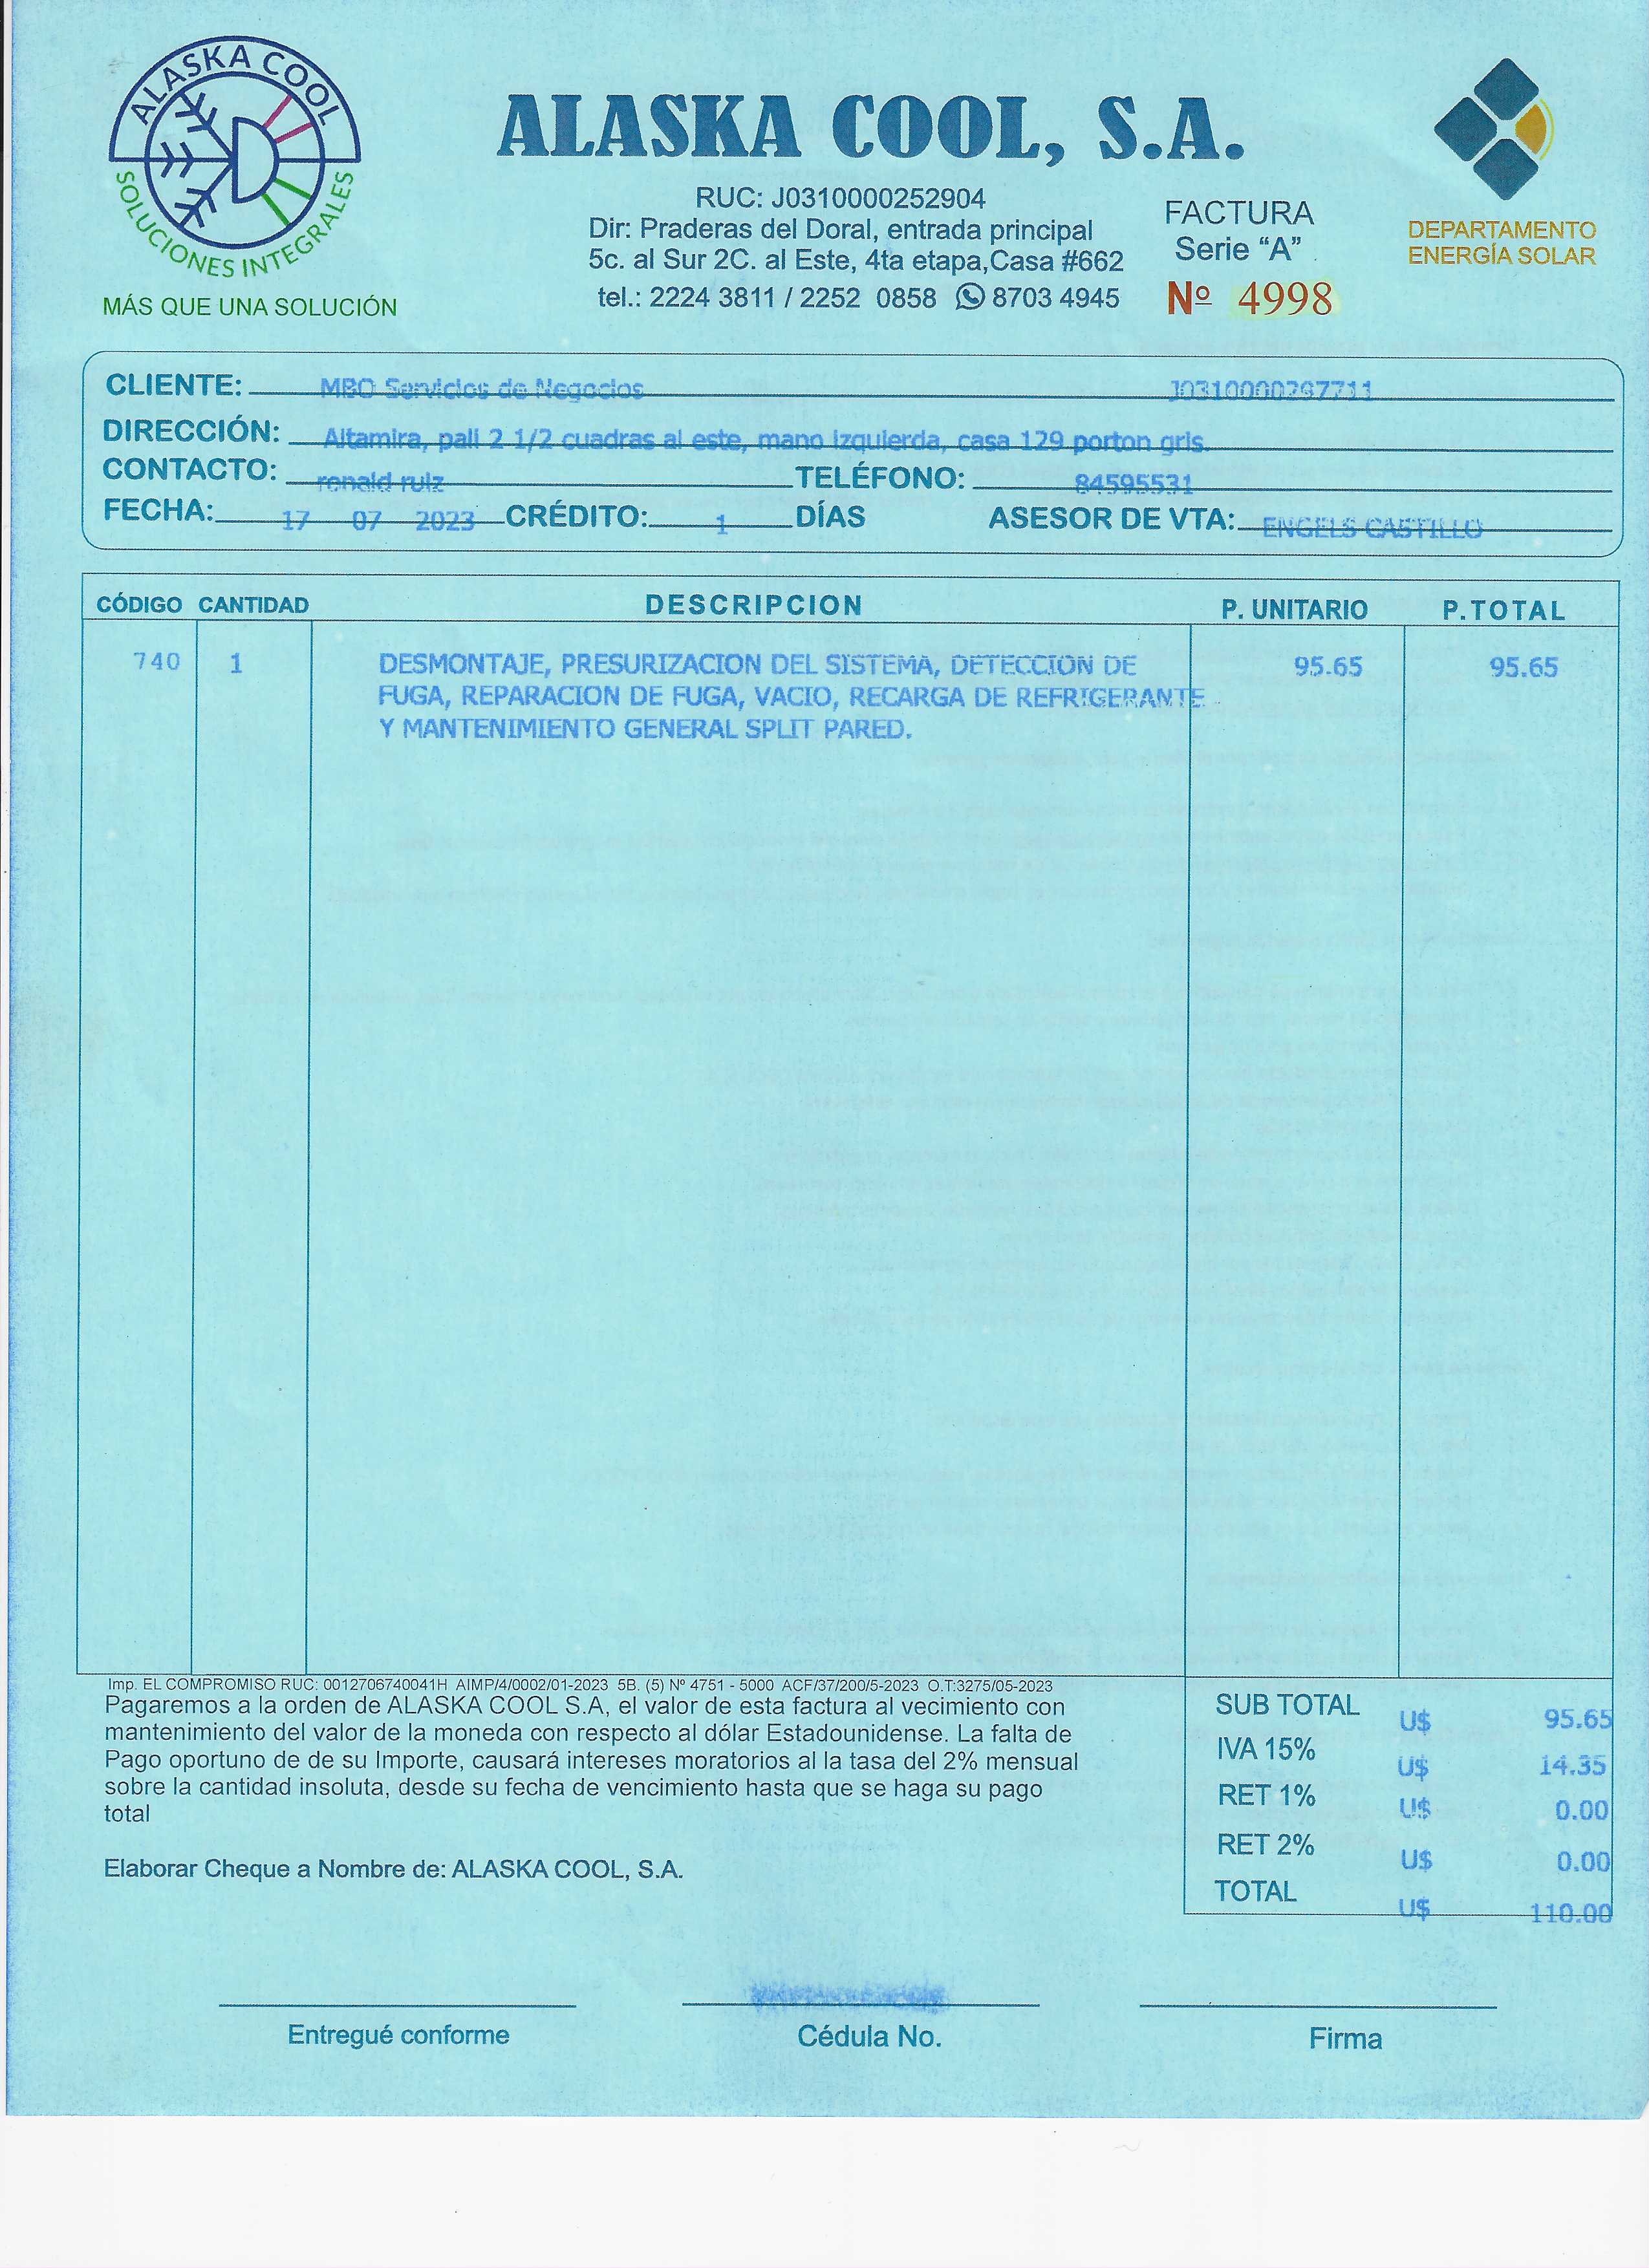 ALASKA COOL
SOLUCIONES INTEGRALES
MÁS QUE UNA SOLUCIÓN
ALASKA COOL, S.A.
RUC: J0310000252904
Dir: Praderas del Doral, entrada principal
5c. al Sur 2C. al Este, 4ta etapa,Casa #662
tel.: 2224 3811 / 2252 0858 8703 4945
FACTURA
Serie “A”
Nº 4998
DEPARTAMENTO
ENERGÍA SOLAR
CLIENTE: MBO Servicios de Negocios J0310000297711
DIRECCIÓN: Altamira, pali 2 1/2 cuadras al este, mano izquierda, casa 129 porton gris.
CONTACTO: ronald ruiz TELÉFONO: 84595531
FECHA: 17 07 2023 CRÉDITO: 1 DÍAS ASESOR DE VTA: ENGELS CASTILLO
CÓDIGO CANTIDAD DESCRIPCION P. UNITARIO P.TOTAL
740 1 DESMONTAJE, PRESURIZACION DEL SISTEMA, DETECCION DE 95.65 95.65
FUGA, REPARACION DE FUGA, VACIO, RECARGA DE REFRIGERANTE
Y MANTENIMIENTO GENERAL SPLIT PARED.
Imp. EL COMPROMISO RUC: 0012706740041H AIMP/4/0002/01-2023 5B. (5) Nº 4751 - 5000 ACF/37/200/5-2023 O.T:3275/05-2023
Pagaremos a la orden de ALASKA COOL S.A, el valor de esta factura al vecimiento con
mantenimiento del valor de la moneda con respecto al dólar Estadounidense. La falta de
Pago oportuno de de su Importe, causará intereses moratorios al la tasa del 2% mensual
sobre la cantidad insoluta, desde su fecha de vencimiento hasta que se haga su pago
total
Elaborar Cheque a Nombre de: ALASKA COOL, S.A.
SUB TOTAL U$ 95.65
IVA 15% U$ 14.35
RET 1% U$ 0.00
RET 2% U$ 0.00
TOTAL U$ 110.00
Entregué conforme
Cédula No.
Firma